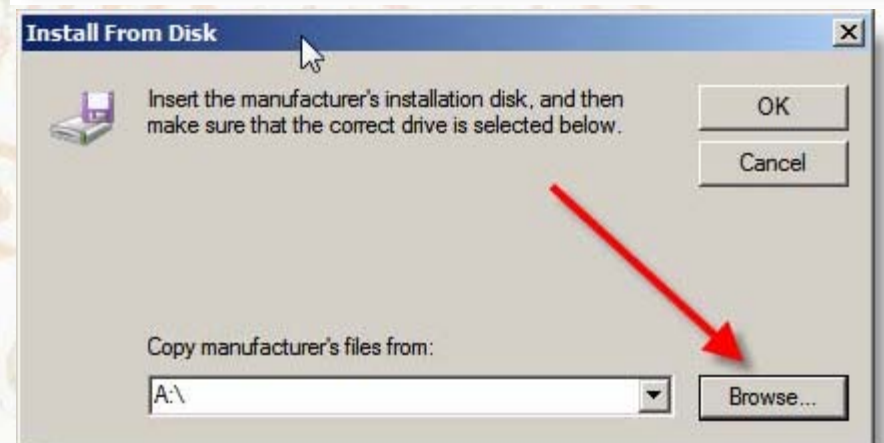 Install From Disk
Insert the manufacturer's installation disk, and then
make sure that the correct drive is selected below.
OK
Cancel
Copy manufacturer's files from:
A:\
Browse...